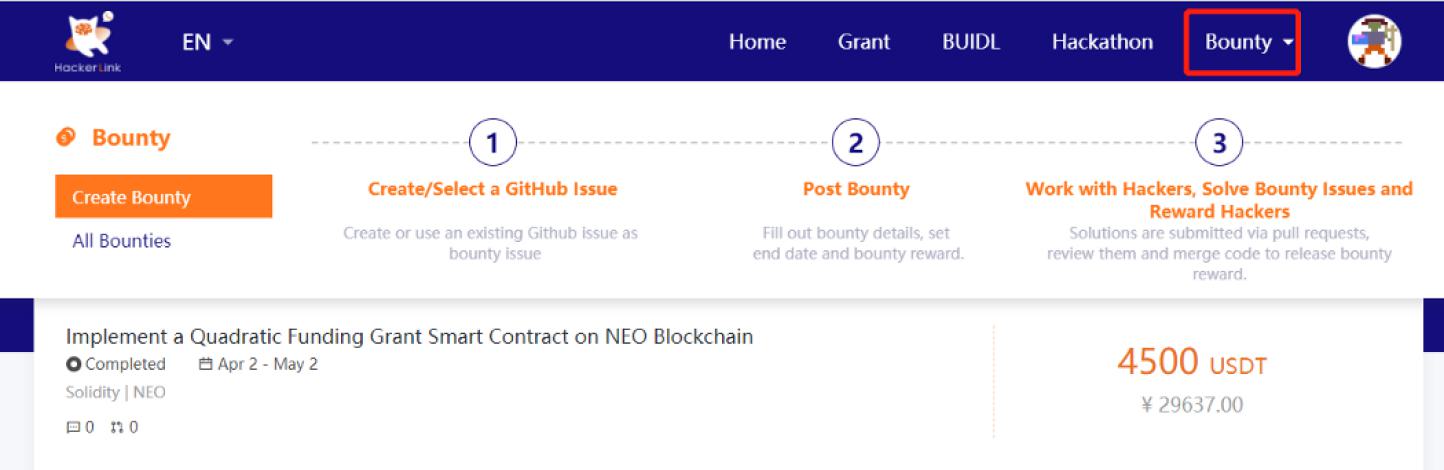 HackerLink
EN
Home Grant BUIDL Hackathon Bounty
Bounty
Create Bounty
All Bounties
1
Create/Select a GitHub Issue
Create or use an existing Github issue as
bounty issue
2
Post Bounty
Fill out bounty details, set
end date and bounty reward.
3
Work with Hackers, Solve Bounty Issues and
Reward Hackers
Solutions are submitted via pull requests,
review them and merge code to release bounty
reward.
Implement a Quadratic Funding Grant Smart Contract on NEO Blockchain
Completed Apr 2 - May 2
Solidity | NEO
0 0
4500 USDT
¥ 29637.00